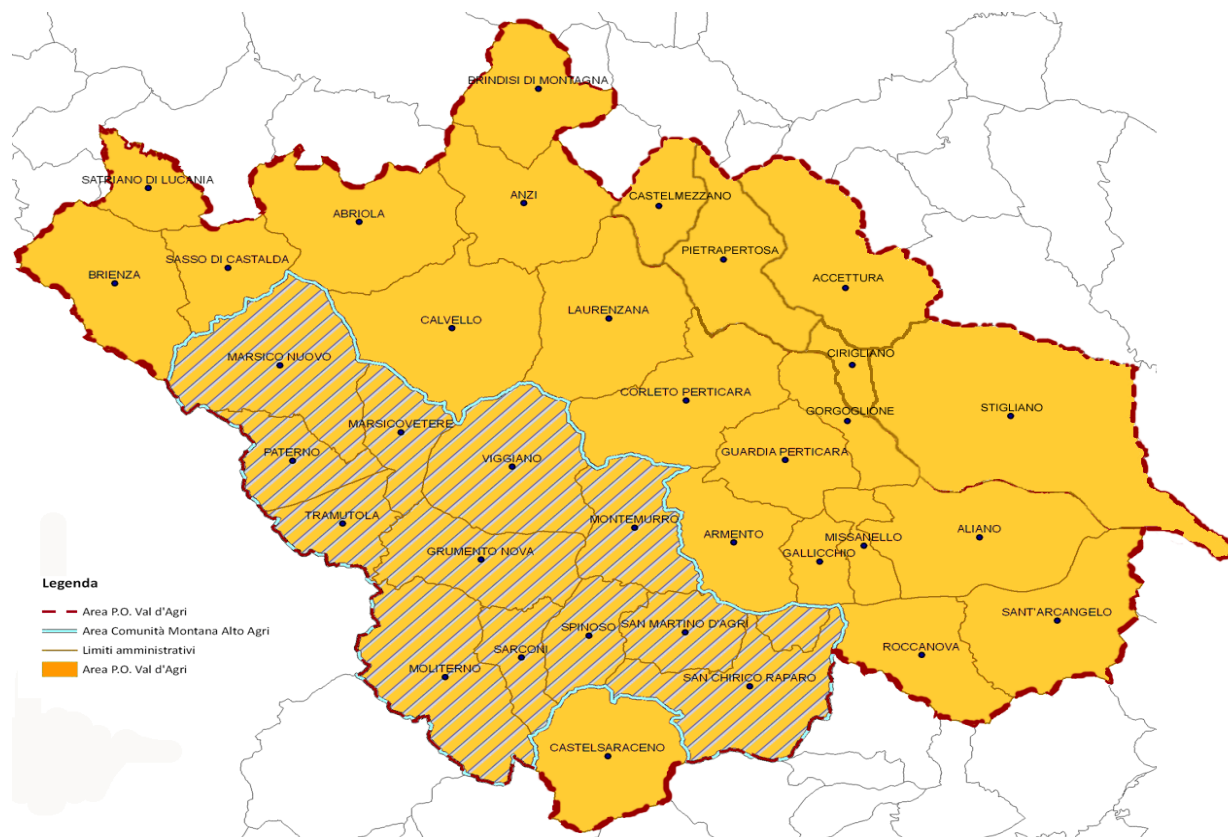 BRINDISI DI MONTAGNA
SATRIANO DI LUCANIA
ANZI
CASTELMEZZANO
ABRIOLA
PIETRAPERTOSA
SASSO DI CASTALDA
BRIENZA
ACCETTURA
LAURENZANA
CALVELLO
MARSICO NUOVO
CIRIGLIANO
CORLETO PERTICARA
GORGOGLIONE
STIGLIANO
MARSICOVETERE
PATERNO
VIGGIANO
GUARDIA PERTICARA
TRAMUTOLA
MONTEMURRO
ARMENTO
MISSANELLO
ALIANO
GRUMENTO NOVA
GALLICCHIO
SANT'ARCANGELO
SPINOSO
SAN MARTINO D'AGRI
ROCCANOVA
SARCONI
MOLITERNO
SAN CHIRICO RAPARO
CASTELSARACENO
Legenda
Area P.O. Val d'Agri
Area Comunità Montana Alto Agri
Limiti amministrativi
Area P.O. Val d'Agri